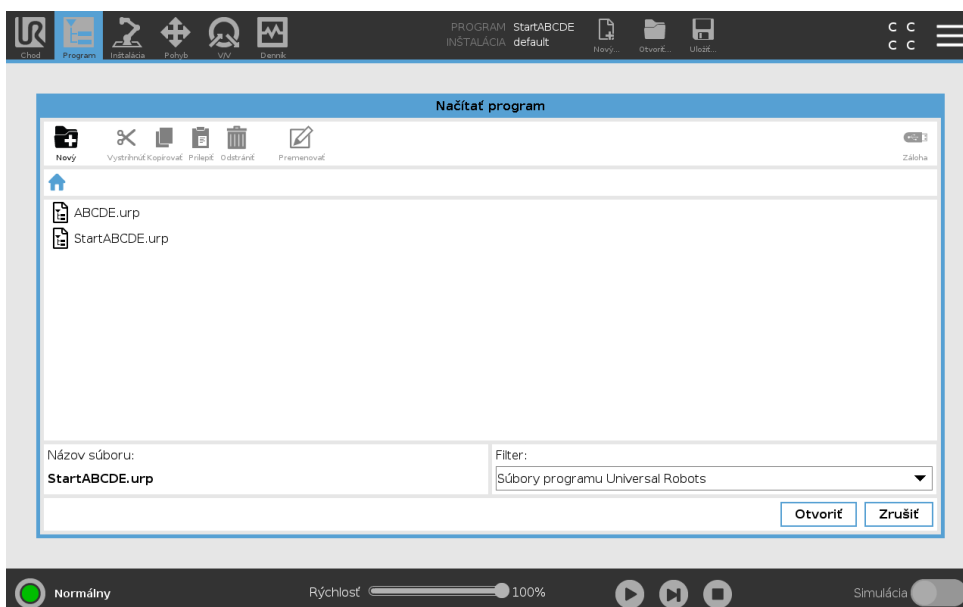 UR
PROGRAM StartABCDE
INŠTALÁCIA default
Chod Program Inštalácia Pohyb V/V Denník Nový... Otvoriť... Uložiť...
C C
C C
Načítať program
Nový Vystrihnúť Kopírovať Prilepiť Odstrániť Premenovať Záloha
ABCDE.urp
StartABCDE.urp
Názov súboru: Filter:
StartABCDE.urp Súbory programu Universal Robots
Otvoriť Zrušiť
Normálny Rýchlosť 100% Simulácia